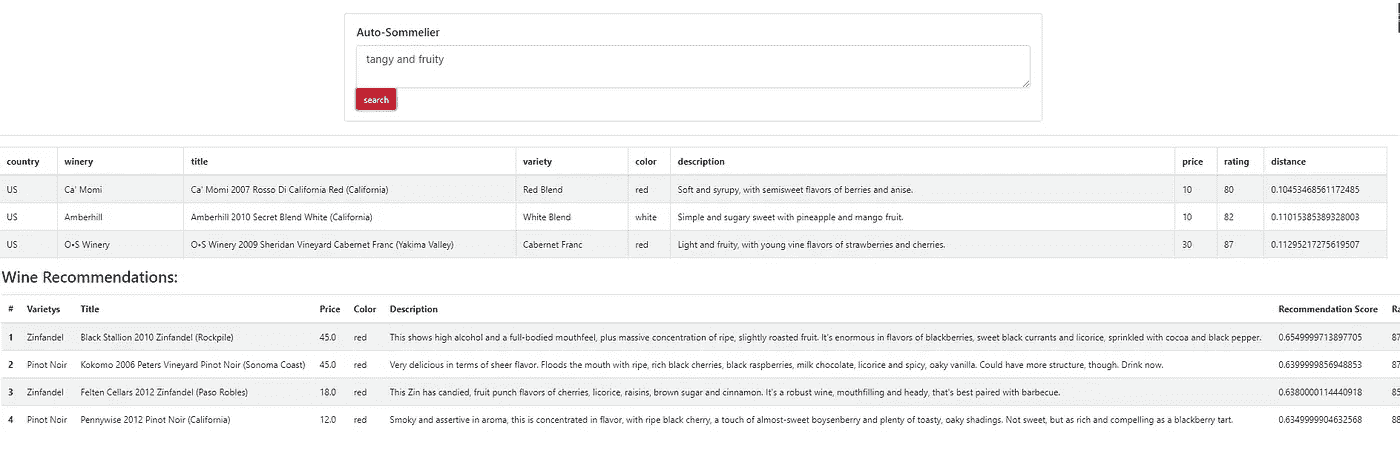 Auto-Sommelier
tangy and fruity
search
country winery title variety color description price rating distance
US Ca' Momi Ca' Momi 2007 Rosso Di California Red (California) Red Blend red Soft and syrupy, with semisweet flavors of berries and anise. 10 80 0.10453468561172485
US Amberhill Amberhill 2010 Secret Blend White (California) White Blend white Simple and sugary sweet with pineapple and mango fruit. 10 82 0.11015385389328003
US O•S Winery O•S Winery 2009 Sheridan Vineyard Cabernet Franc (Yakima Valley) Cabernet Franc red Light and fruity, with young vine flavors of strawberries and cherries. 30 87 0.11295217275619507
Wine Recommendations:
# Varietys Title Price Color Description Recommendation Score Ra
1 Zinfandel Black Stallion 2010 Zinfandel (Rockpile) 45.0 red This shows high alcohol and a full-bodied mouthfeel, plus massive concentration of ripe, slightly roasted fruit. It's enormous in flavors of blackberries, sweet black currants and licorice, sprinkled with cocoa and black pepper. 0.6549999713897705 87
2 Pinot Noir Kokomo 2006 Peters Vineyard Pinot Noir (Sonoma Coast) 45.0 red Very delicious in terms of sheer flavor. Floods the mouth with ripe, rich black cherries, black raspberries, milk chocolate, licorice and spicy, oaky vanilla. Could have more structure, though. Drink now. 0.6399999856948853 87
3 Zinfandel Felten Cellars 2012 Zinfandel (Paso Robles) 18.0 red This Zin has candied, fruit punch flavors of cherries, licorice, raisins, brown sugar and cinnamon. It's a robust wine, mouthfilling and heady, that's best paired with barbecue. 0.6380000114440918 85
4 Pinot Noir Pennywise 2012 Pinot Noir (California) 12.0 red Smoky and assertive in aroma, this is concentrated in flavor, with ripe black cherry, a touch of almost-sweet boysenberry and plenty of toasty, oaky shadings. Not sweet, but as rich and compelling as a blackberry tart. 0.6349999904632568 88